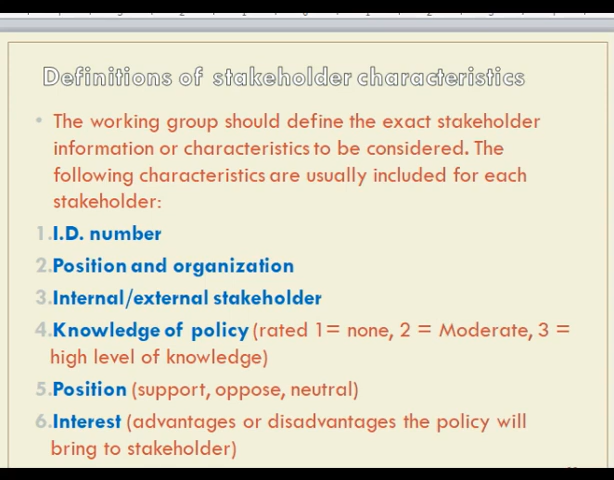 Definitions of stakeholder characteristics
• The working group should define the exact stakeholder
information or characteristics to be considered. The
following characteristics are usually included for each
stakeholder:
1.I.D. number
2.Position and organization
3.Internal/external stakeholder
4.Knowledge of policy (rated 1= none, 2 = Moderate, 3 =
high level of knowledge)
5.Position (support, oppose, neutral)
6.Interest (advantages or disadvantages the policy will
bring to stakeholder)